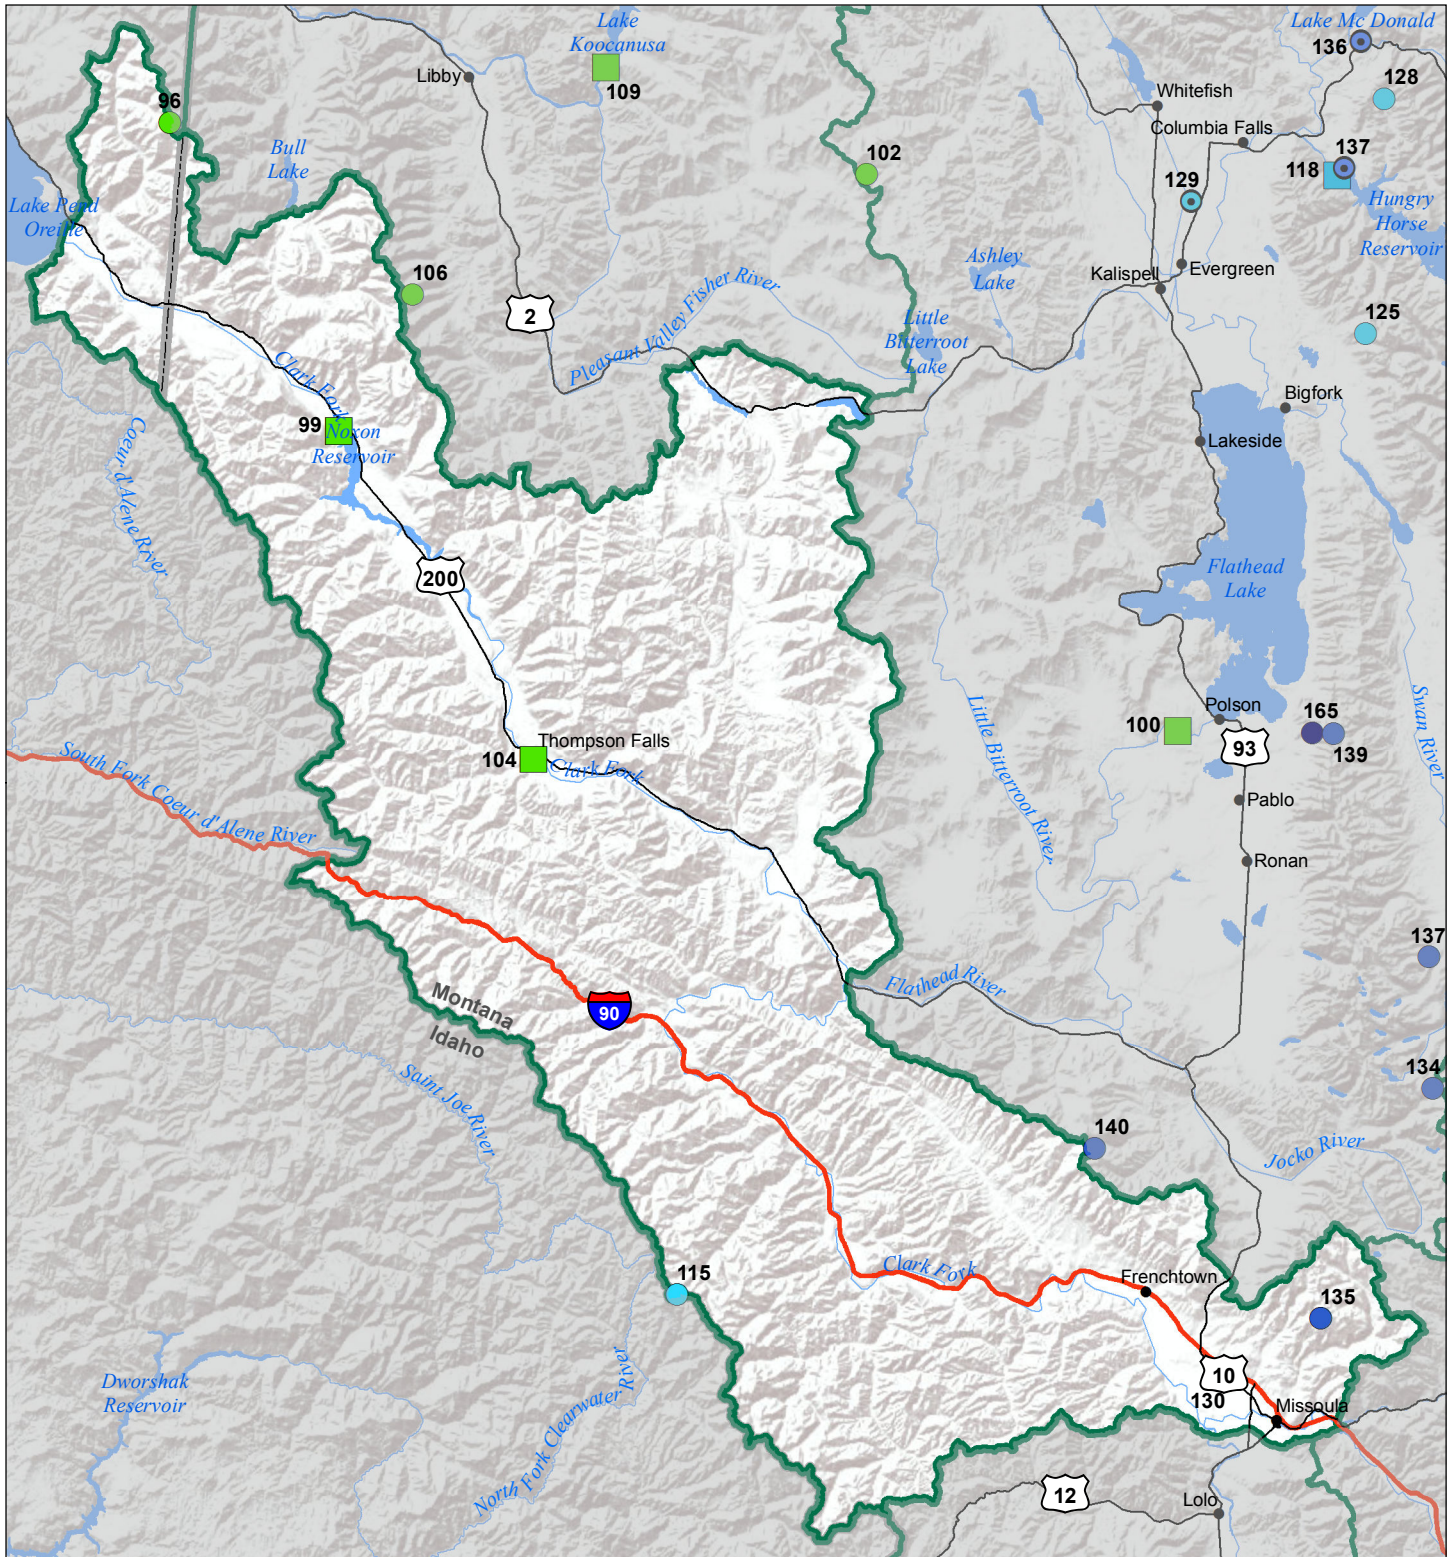 Lake
Koocanusa
Lake Mc Donald
136
Libby
109
128
96
Whitefish
Columbia Falls
Bull
Lake
102
137
118
129
Hungry
Horse
Reservoir
Lake Pend
Oreille
Ashley
Lake
106
Kalispell
Evergreen
2
Pleasant Valley Fisher River
Little
Bitterroot
Lake
125
Clark Fork
Bigfork
99
Noxon
Reservoir
Lakeside
Coeur d'Alene River
200
Flathead
Lake
Swan River
Little Bitterroot River
Polson
165
100
93
139
Thompson Falls
104
Clark Fork
South Fork Coeur d'Alene River
Pablo
Ronan
137
Flathead River
Montana
Idaho
90
Saint Joe River
134
140
Jocko River
115
Clark Fork
Frenchtown
135
10
130
Missoula
Dworshak
Reservoir
North Fork Clearwater River
12
Lolo